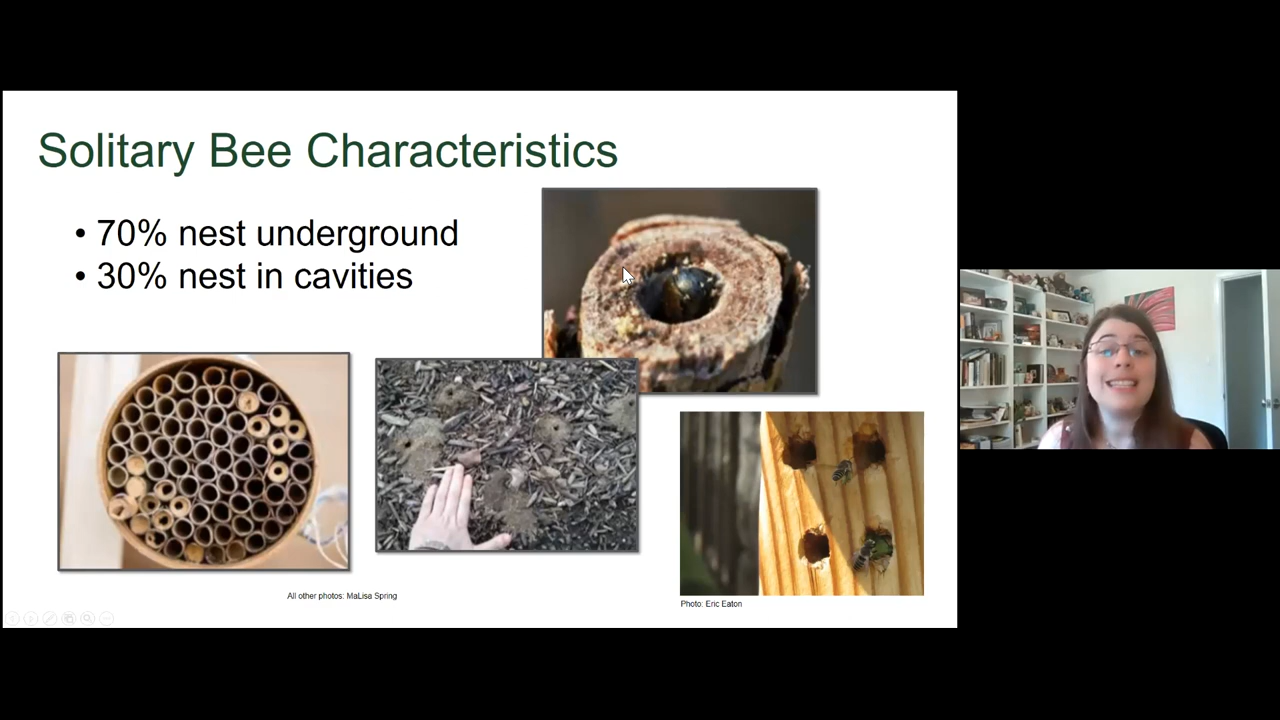 Solitary Bee Characteristics
• 70% nest underground
• 30% nest in cavities
All other photos: MaLisa Spring
Photo: Eric Eaton